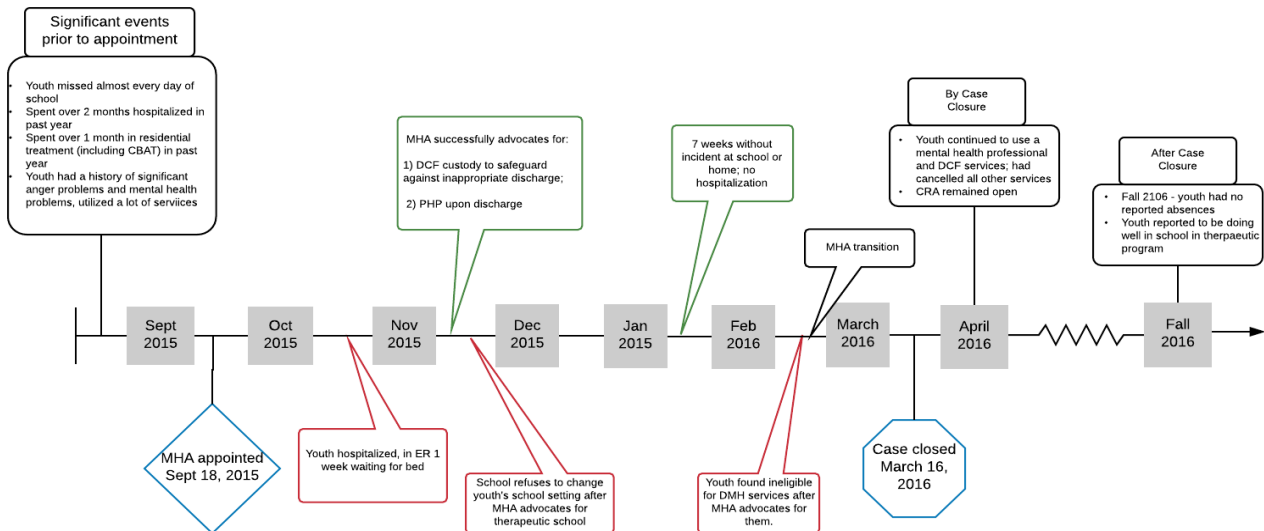 Significant events
prior to appointment
• Youth missed almost every day of
school
• Spent over 2 months hospitalized in
past year
• Spent over 1 month in residential
treatment (including CBAT) in past
year
• Youth had a history of significant
anger problems and mental health
problems, utilized a lot of serviices
MHA successfully advocates for:
1) DCF custody to safeguard
against inappropriate discharge;
2) PHP upon discharge
7 weeks without
incident at school or
home; no
hospitalization
MHA transition
By Case
Closure
• Youth continued to use a
mental health professional
and DCF services; had
cancelled all other services
• CRA remained open
After Case
Closure
• Fall 2106 - youth had no
reported absences
• Youth reported to be doing
well in school in therpaeutic
program
Sept
2015
Oct
2015
Nov
2015
Dec
2015
Jan
2015
Feb
2016
March
2016
April
2016
Fall
2016
MHA appointed
Sept 18, 2015
Youth hospitalized, in ER 1
week waiting for bed
School refuses to change
youth's school setting after
MHA advocates for
therapeutic school
Youth found ineligible
for DMH services after
MHA advocates for
them.
Case closed
March 16,
2016